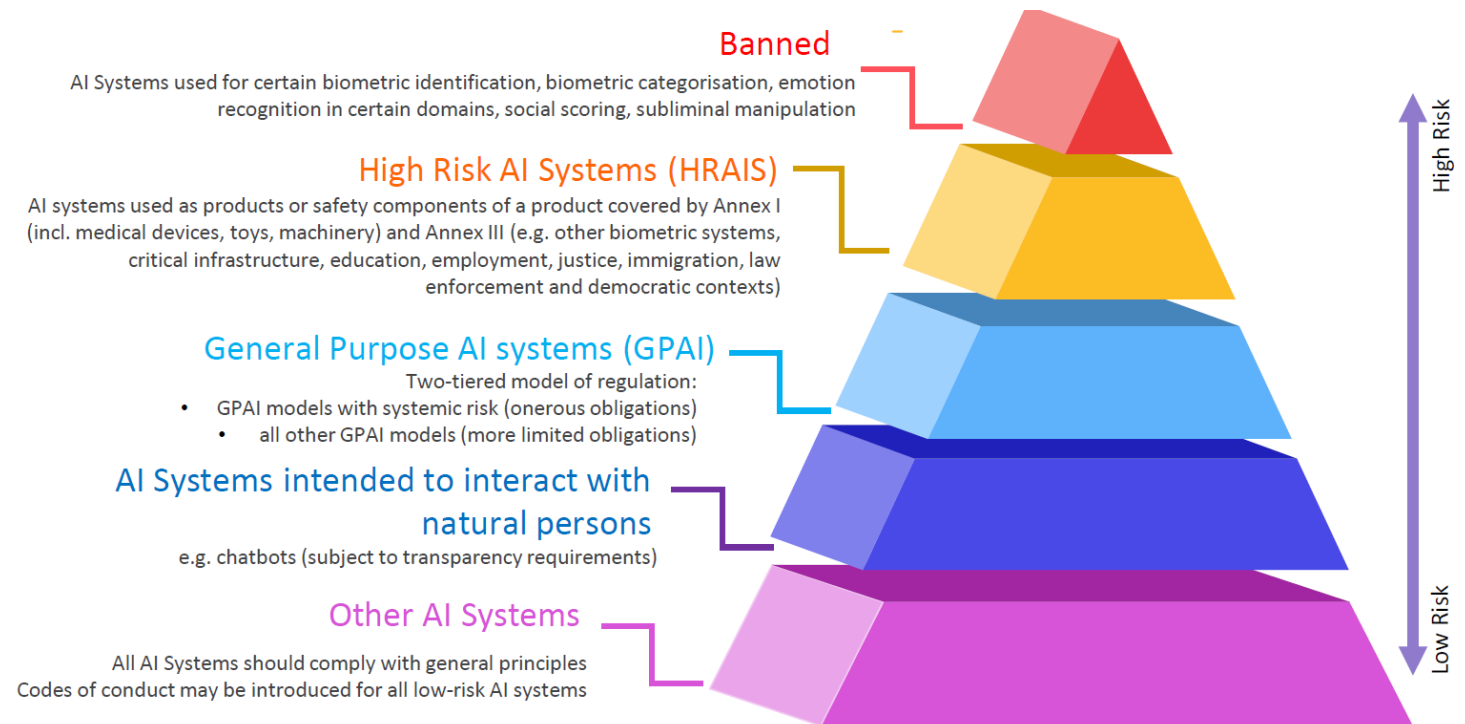 Banned
AI Systems used for certain biometric identification, biometric categorisation, emotion
recognition in certain domains, social scoring, subliminal manipulation
High Risk AI Systems (HRAIS)
AI systems used as products or safety components of a product covered by Annex I
(incl. medical devices, toys, machinery) and Annex III (e.g. other biometric systems,
critical infrastructure, education, employment, justice, immigration, law
enforcement and democratic contexts)
General Purpose AI systems (GPAI)
Two-tiered model of regulation:
• GPAI models with systemic risk (onerous obligations)
• all other GPAI models (more limited obligations)
AI Systems intended to interact with
natural persons
e.g. chatbots (subject to transparency requirements)
Other AI Systems
All AI Systems should comply with general principles
Codes of conduct may be introduced for all low-risk AI systems
High Risk
Low Risk